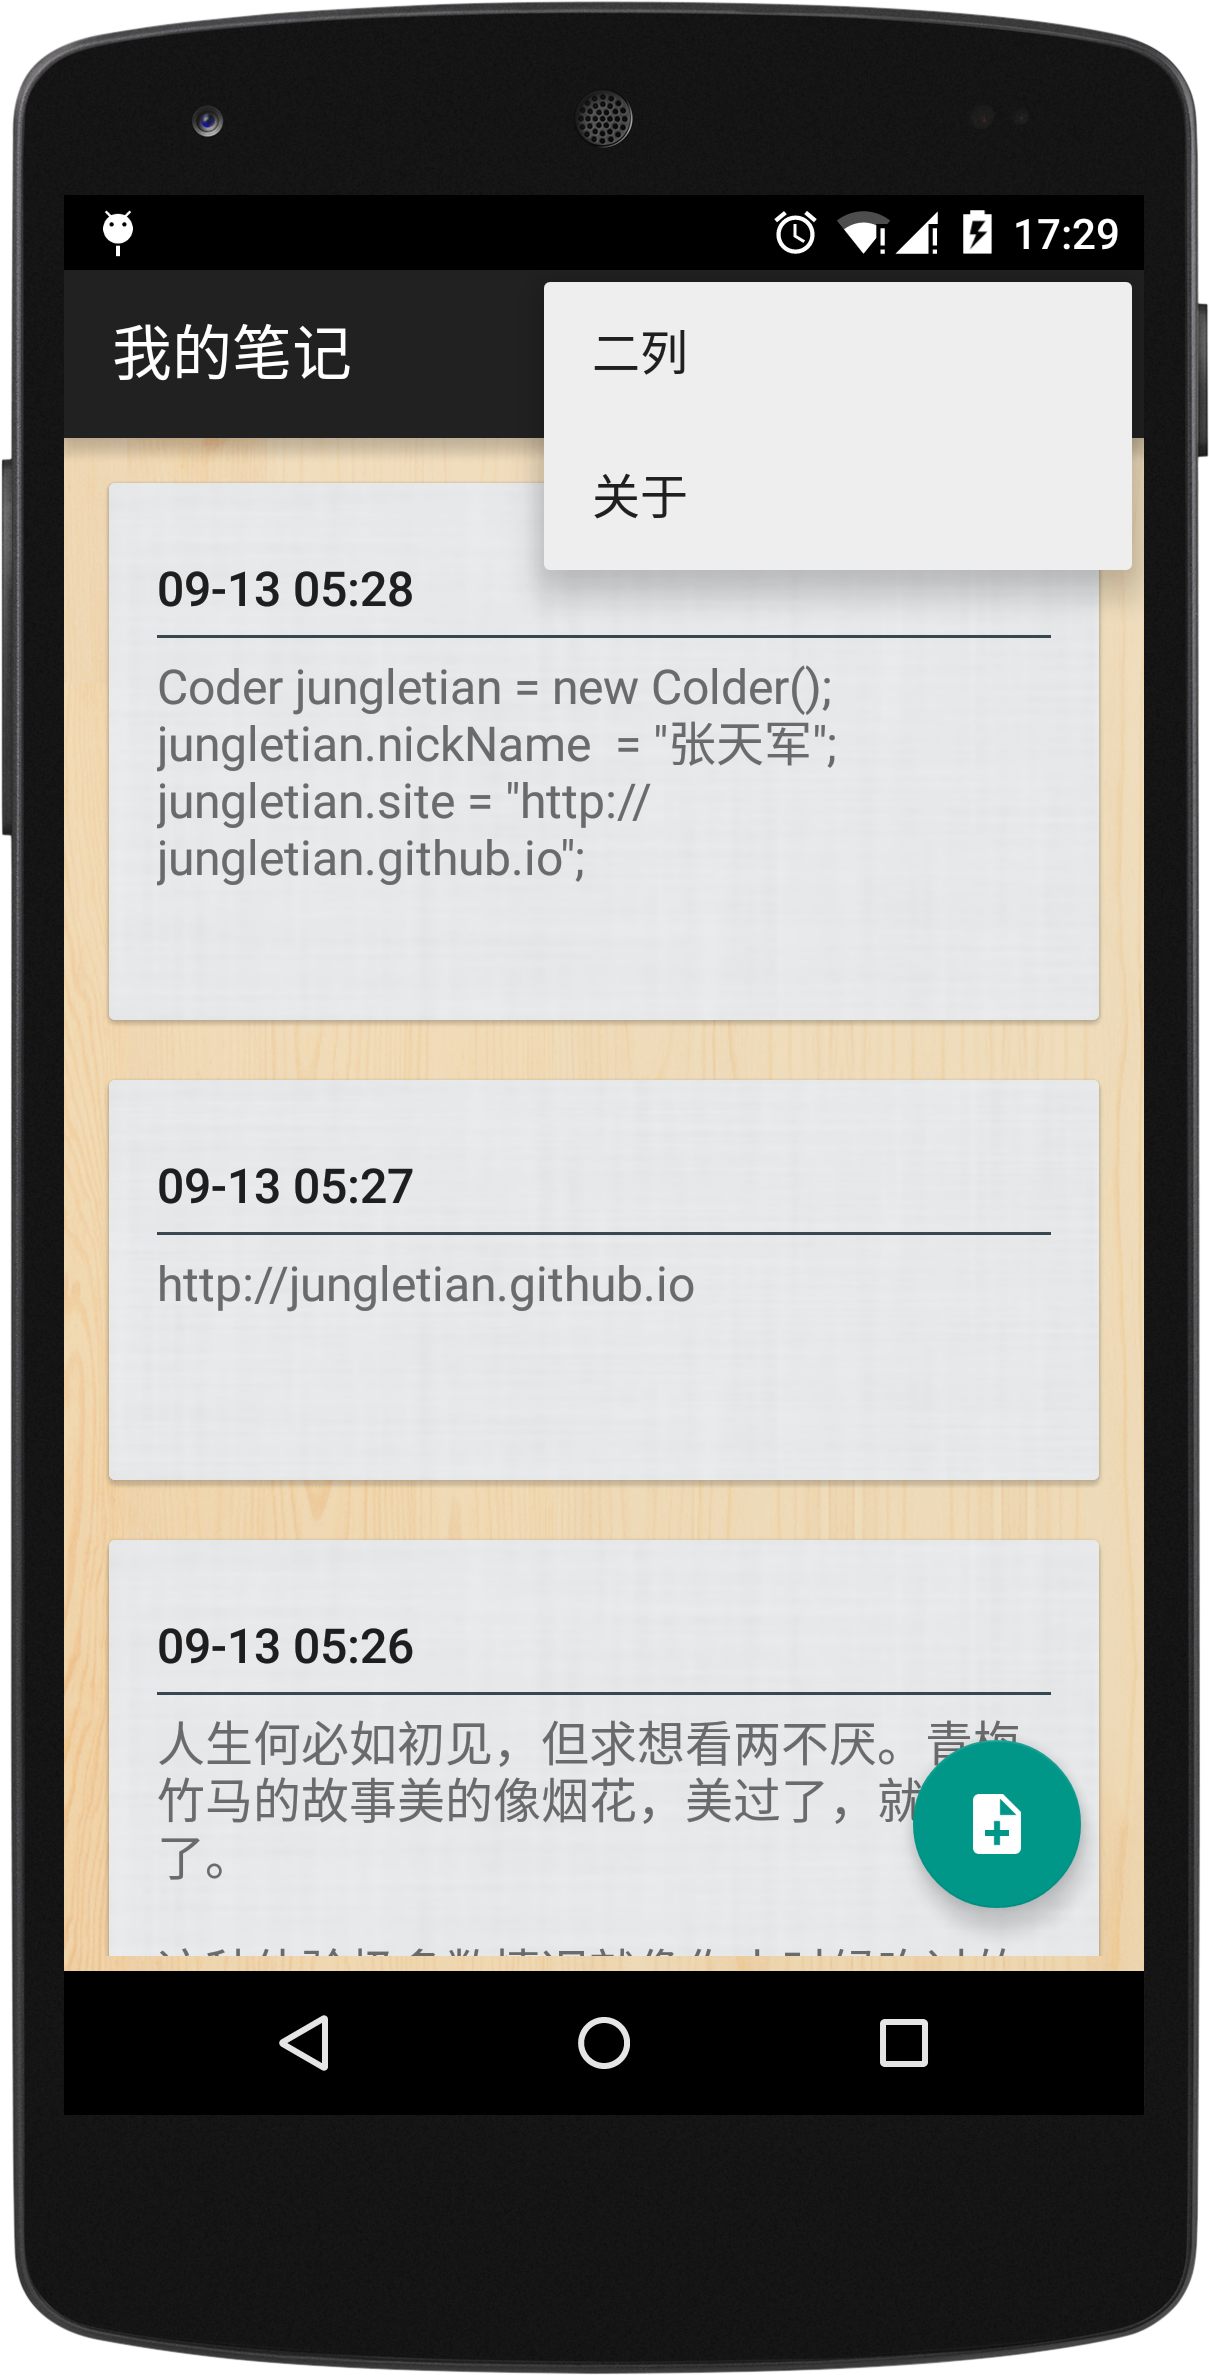 17:29
我的笔记
二列
关于
09-13 05:28
Coder jungletian = new Colder();
jungletian.nickName  = "张天军";
jungletian.site = "http://
jungletian.github.io";
09-13 05:27
http://jungletian.github.io
09-13 05:26
人生何必如初见，但求想看两不厌。青梅
竹马的故事美的像烟花，美过了，就
了。